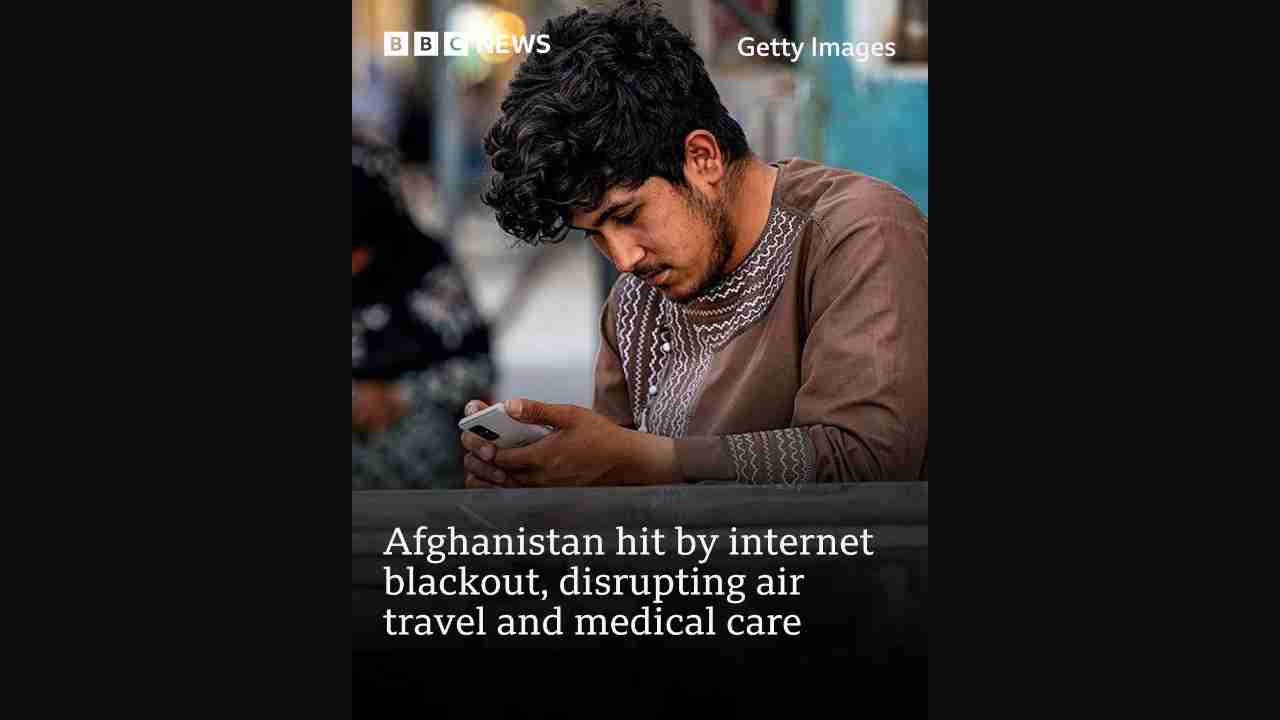 BBC NEWS
Getty Images
Afghanistan hit by internet
blackout, disrupting air
travel and medical care